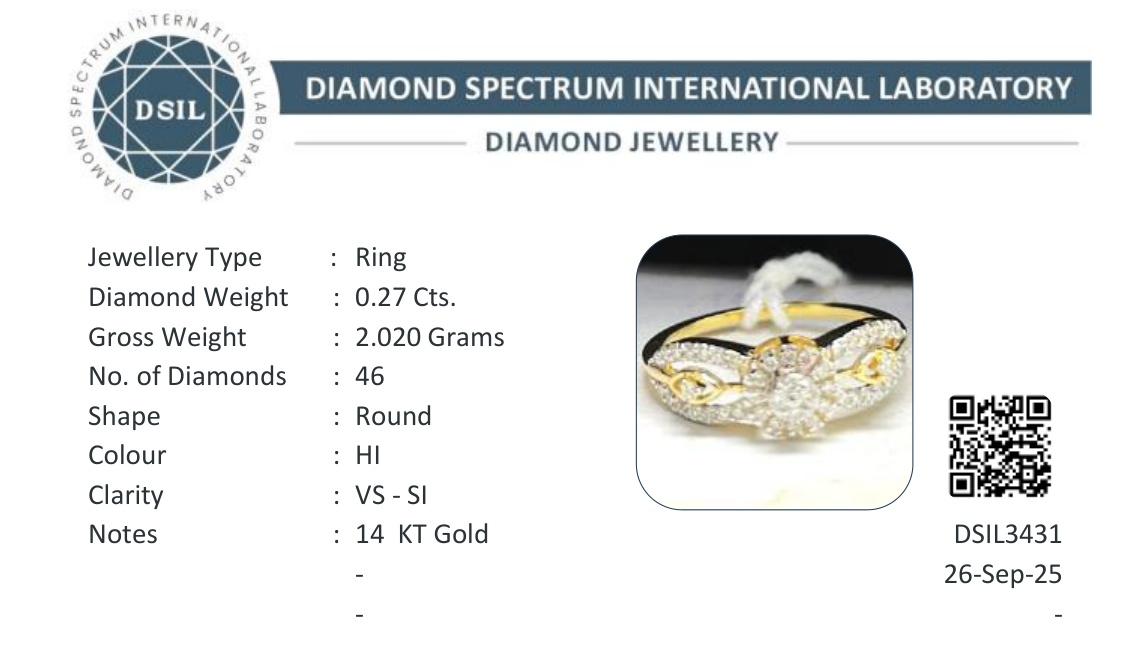 DIAMOND SPECTRUM INTERNATIONAL LABORATORY
DSIL
DIAMOND SPECTRUM INTERNATIONAL LABORATORY
DIAMOND JEWELLERY
Jewellery Type : Ring
Diamond Weight : 0.27 Cts.
Gross Weight : 2.020 Grams
No. of Diamonds : 46
Shape : Round
Colour : HI
Clarity : VS - SI
Notes : 14 KT Gold
-
-
DSIL3431
26-Sep-25
-